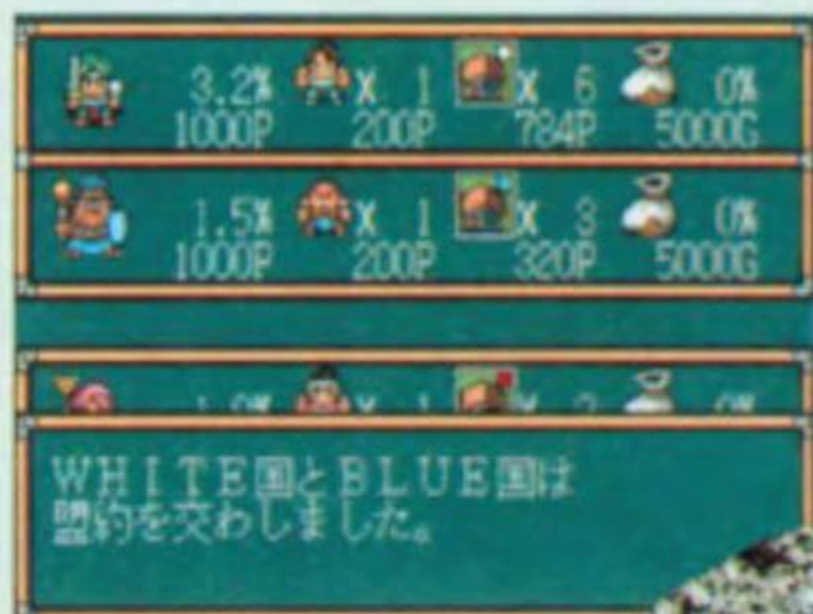 3.2% X 1 X 6 0%
1000P 200P 784P 5000G
1.5% X 1 X 3 0%
1000P 200P 320P 5000G
X 1 X 0%
WHITE国とBLUE国は
盟約を交わしました。